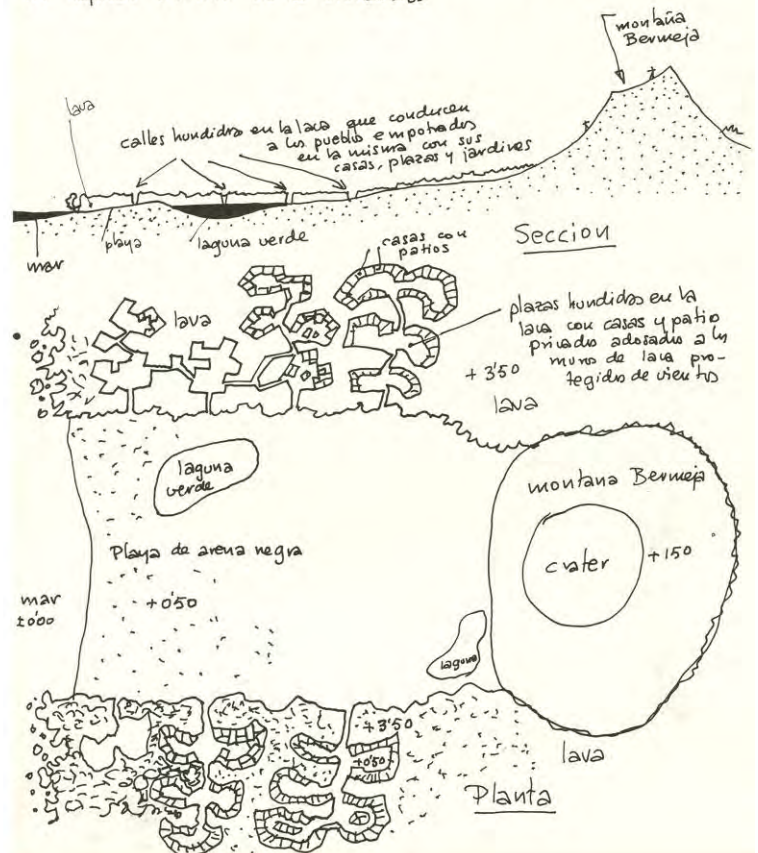 montaña
Bermeja
lava
calles hundidas en la lava que conducen
a los pueblos empotrados
en la misma con sus
casas, plazas y jardines
mar
playa
laguna verde
Seccion
casas con
patios
lava
plazas hundidas en la
lava con casas y patio
privado adosado a los
muros de lava pro-
tegidos de vientos
+ 3'50
lava
laguna
verde
montana Bermeja
crater
+150
Playa de arena negra
+0'50
mar
±0'00
laguna
+3'50
+0'50
lava
Planta